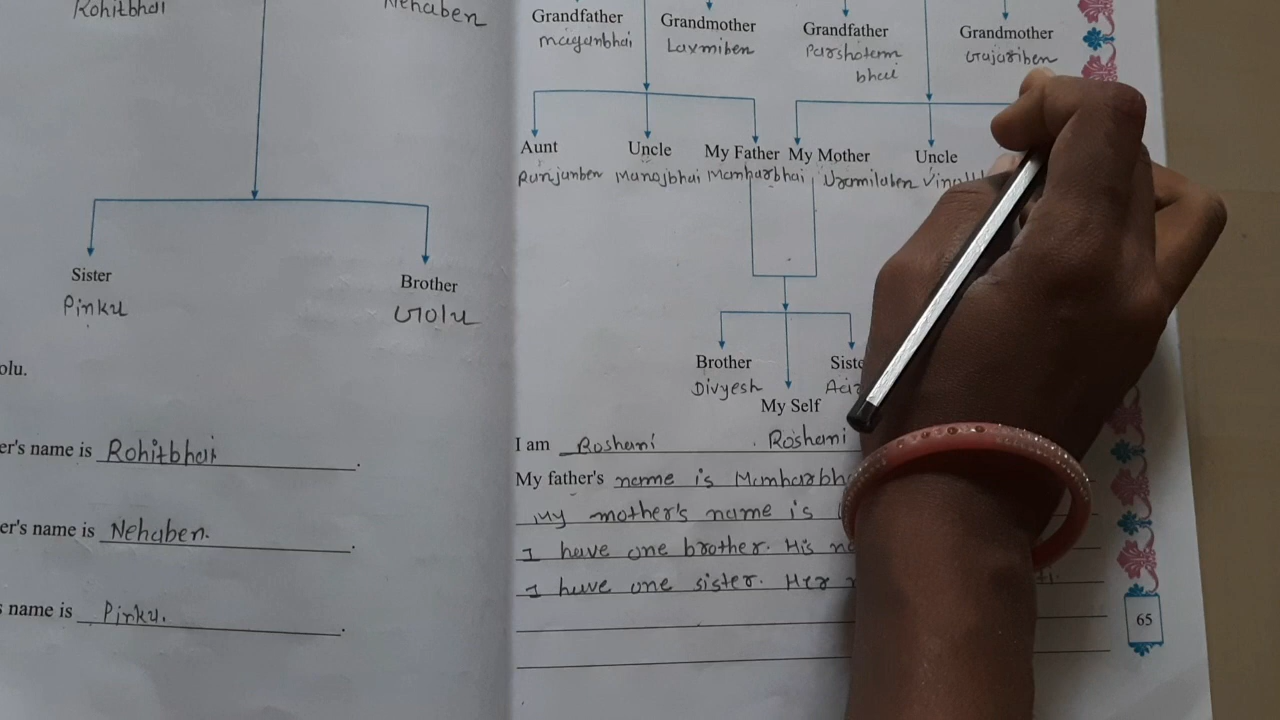 Rohitbhai
Nehaben
Sister
Brother
Pinku
Golu
olu.
er's name is Rohitbhai.
er's name is Nehaben.
s name is Pinku.
Grandfather Grandmother Grandfather Grandmother
maganbhai Laxmiben Parshotam Gajariben
bhai
Aunt Uncle My Father My Mother Uncle
Ranjanben Manojbhai Manharbhai Uramilaben
Brother
Divyesh
My Self
I am Roshani . Roshani
My father's name is Manharbh
My mother's name is
I have one brother. His
I have one sister. Her
65